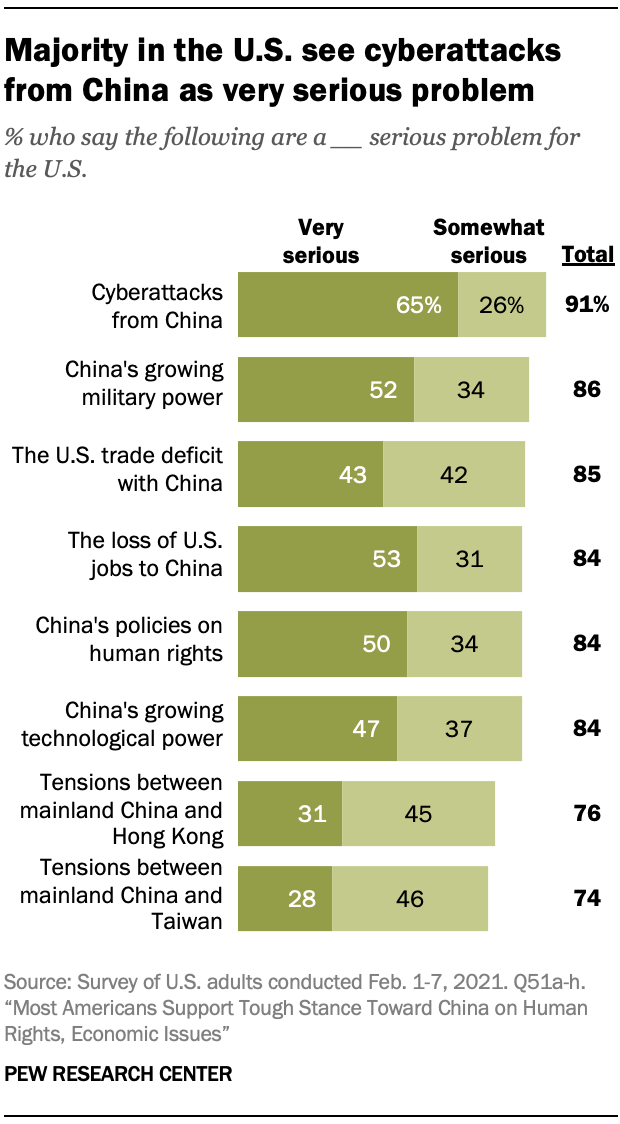 Majority in the U.S. see cyberattacks
from China as very serious problem
% who say the following are a __ serious problem for
the U.S.
Very
serious
Somewhat
serious
Total
Cyberattacks
from China
65% 26% 91%
China's growing
military power
52 34 86
The U.S. trade deficit
with China
43 42 85
The loss of U.S.
jobs to China
53 31 84
China's policies on
human rights
50 34 84
China's growing
technological power
47 37 84
Tensions between
mainland China and
Hong Kong
31 45 76
Tensions between
mainland China and
Taiwan
28 46 74
Source: Survey of U.S. adults conducted Feb. 1-7, 2021. Q51a-h.
“Most Americans Support Tough Stance Toward China on Human
Rights, Economic Issues”
PEW RESEARCH CENTER